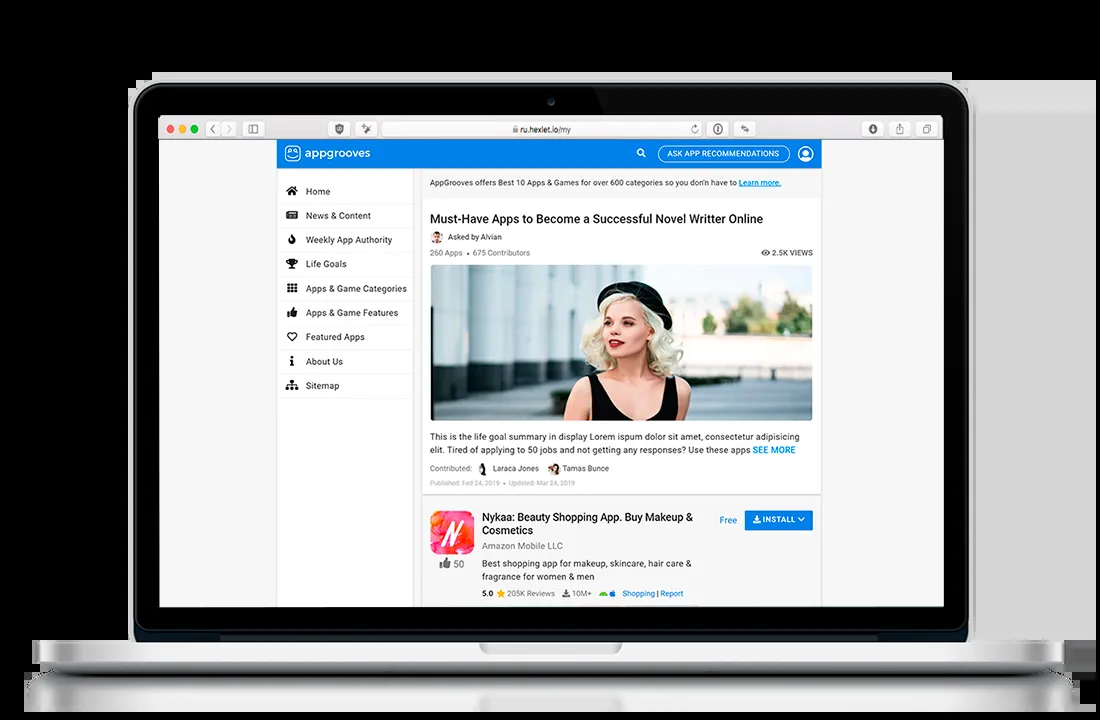 ru.hexlet.io/my
appgrooves
ASK APP RECOMMENDATIONS
Home
News & Content
Weekly App Authority
Life Goals
Apps & Game Categories
Apps & Game Features
Featured Apps
About Us
Sitemap
AppGrooves offers Best 10 Apps & Games for over 600 categories so you don'n have to Learn more.
Must-Have Apps to Become a Successful Novel Writter Online
Asked by Alvian
260 Apps • 675 Contributors
2.5K VIEWS
This is the life goal summary in display Lorem ispum dolor sit amet, consectetur adipisicing
elit. Tired of applying to 50 jobs and not getting any responses? Use these apps SEE MORE
Contributed: Laraca Jones Tamas Bunce
Published: Fed 24, 2019 • Updated: Mar 24, 2019
N
50
Nykaa: Beauty Shopping App. Buy Makeup &
Cosmetics
Free
INSTALL
Amazon Mobile LLC
Best shopping app for makeup, skincare, hair care &
fragrance for women & men
5.0 205K Reviews 10M+ Shopping | Report